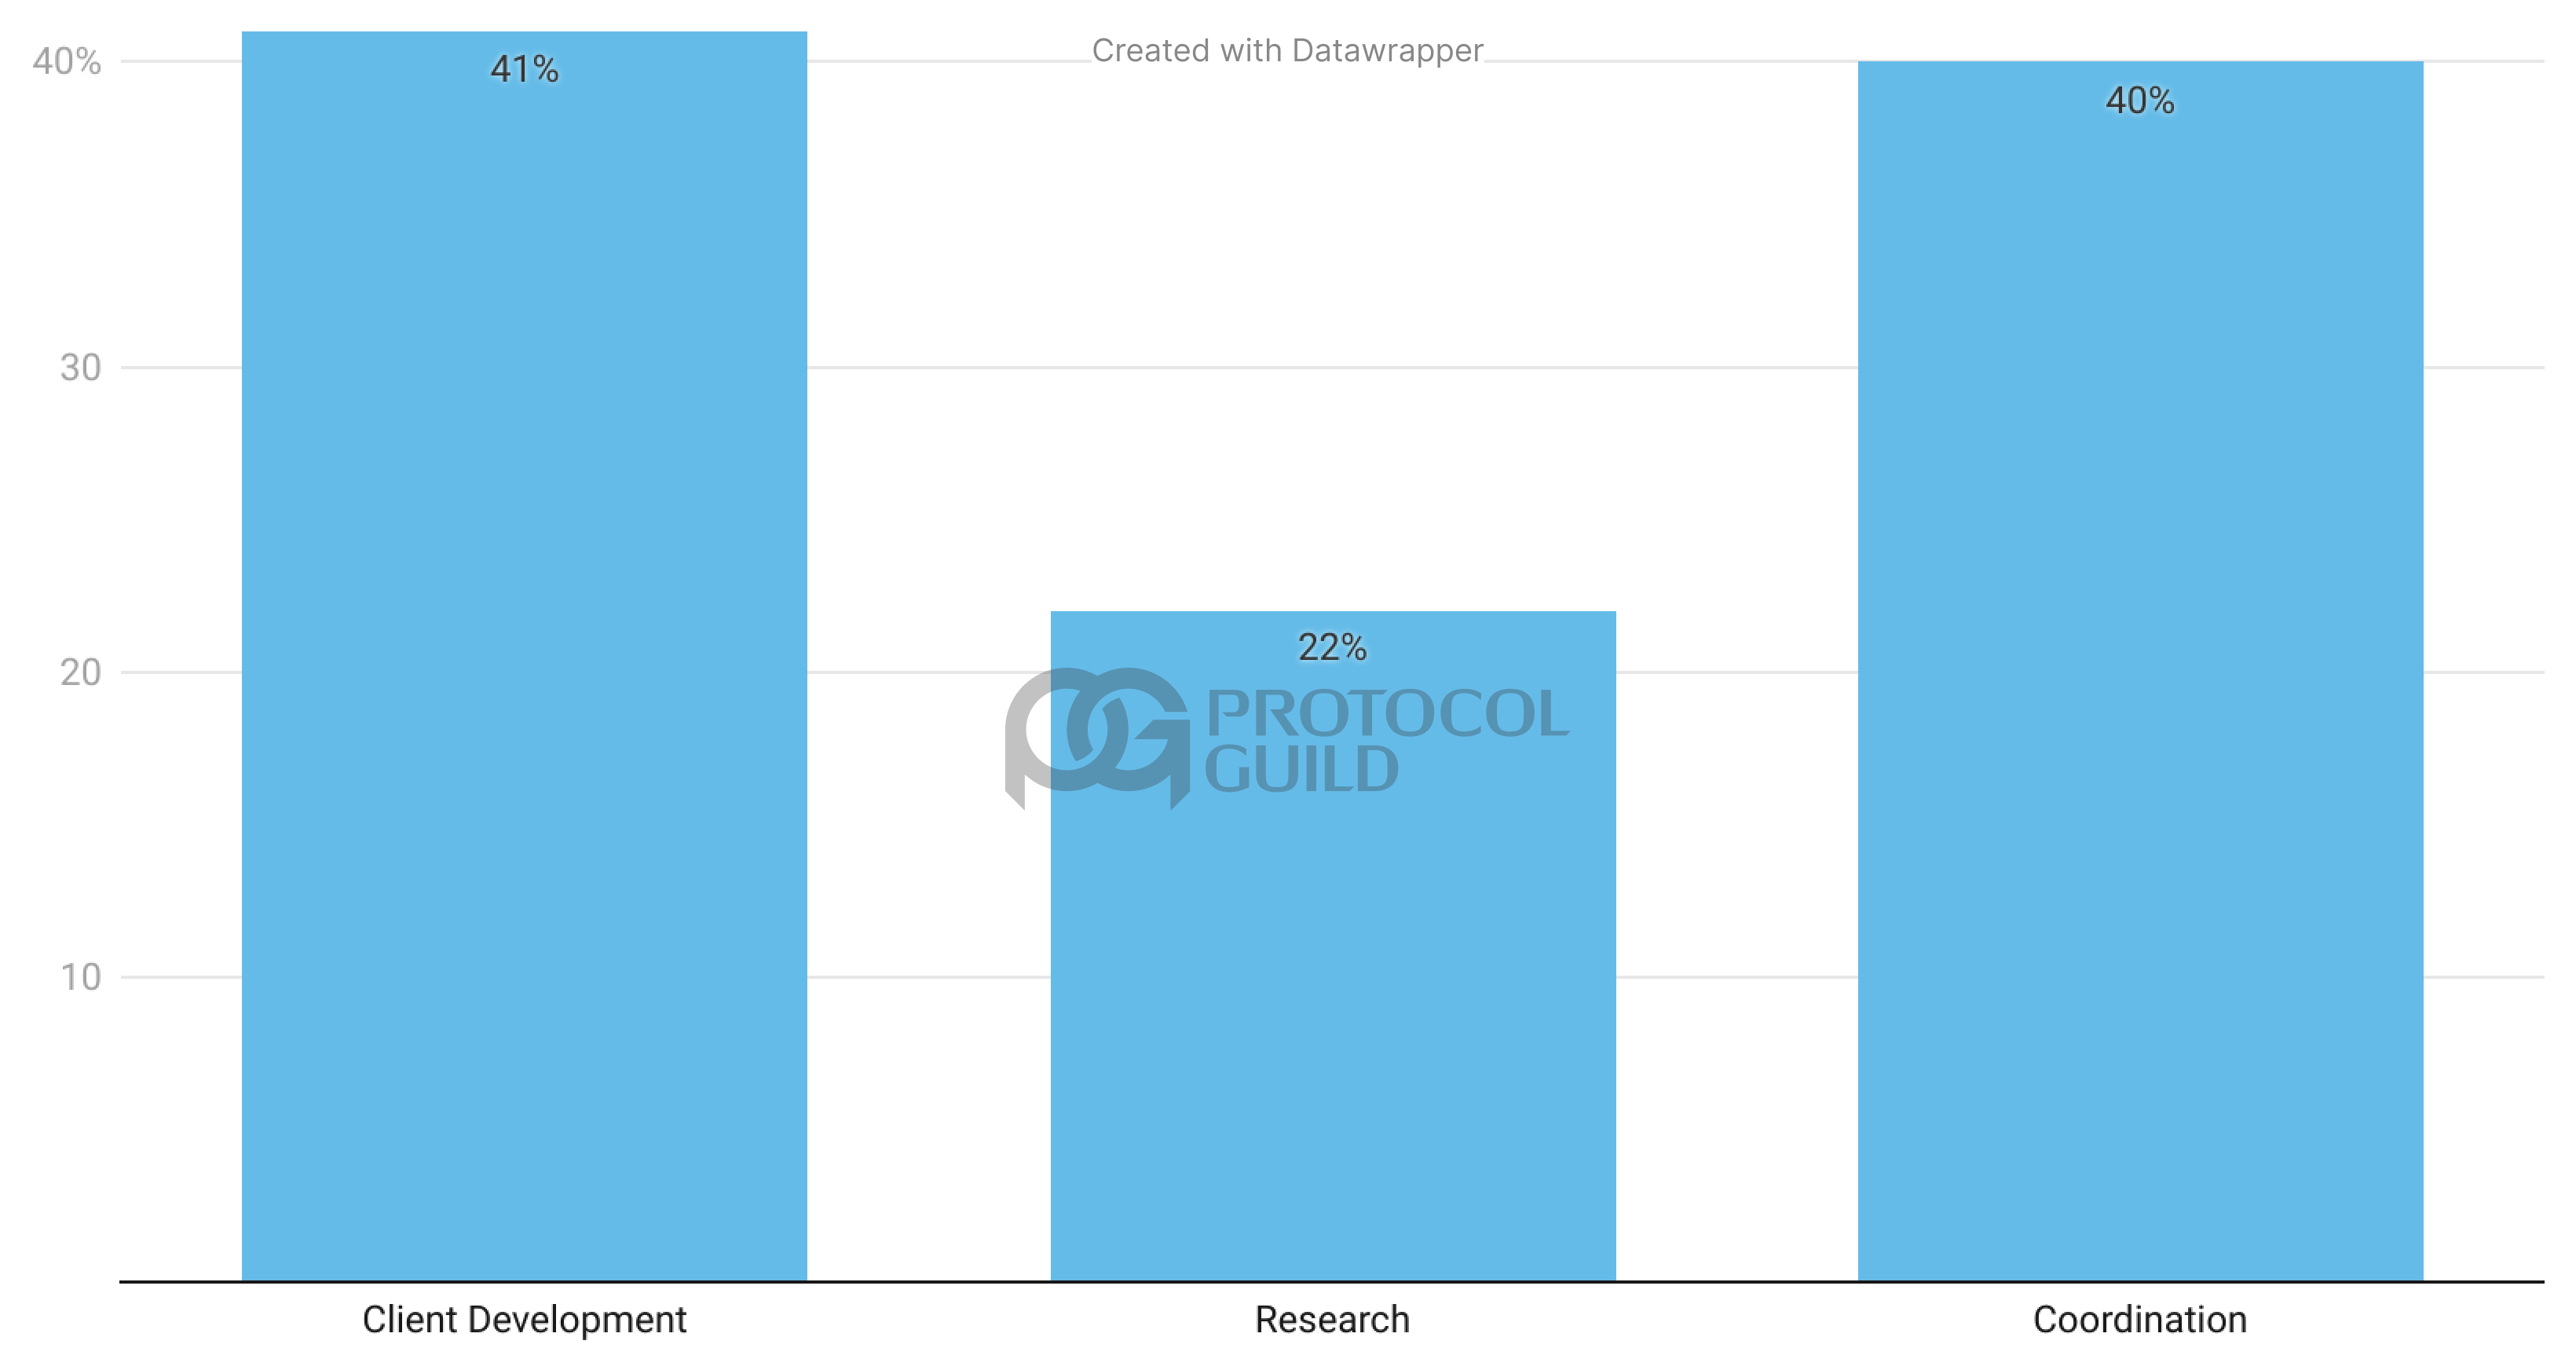 Created with Datawrapper
40%
30
20
10
41%
22%
40%
PROTOCOL
GUILD
Client Development
Research
Coordination